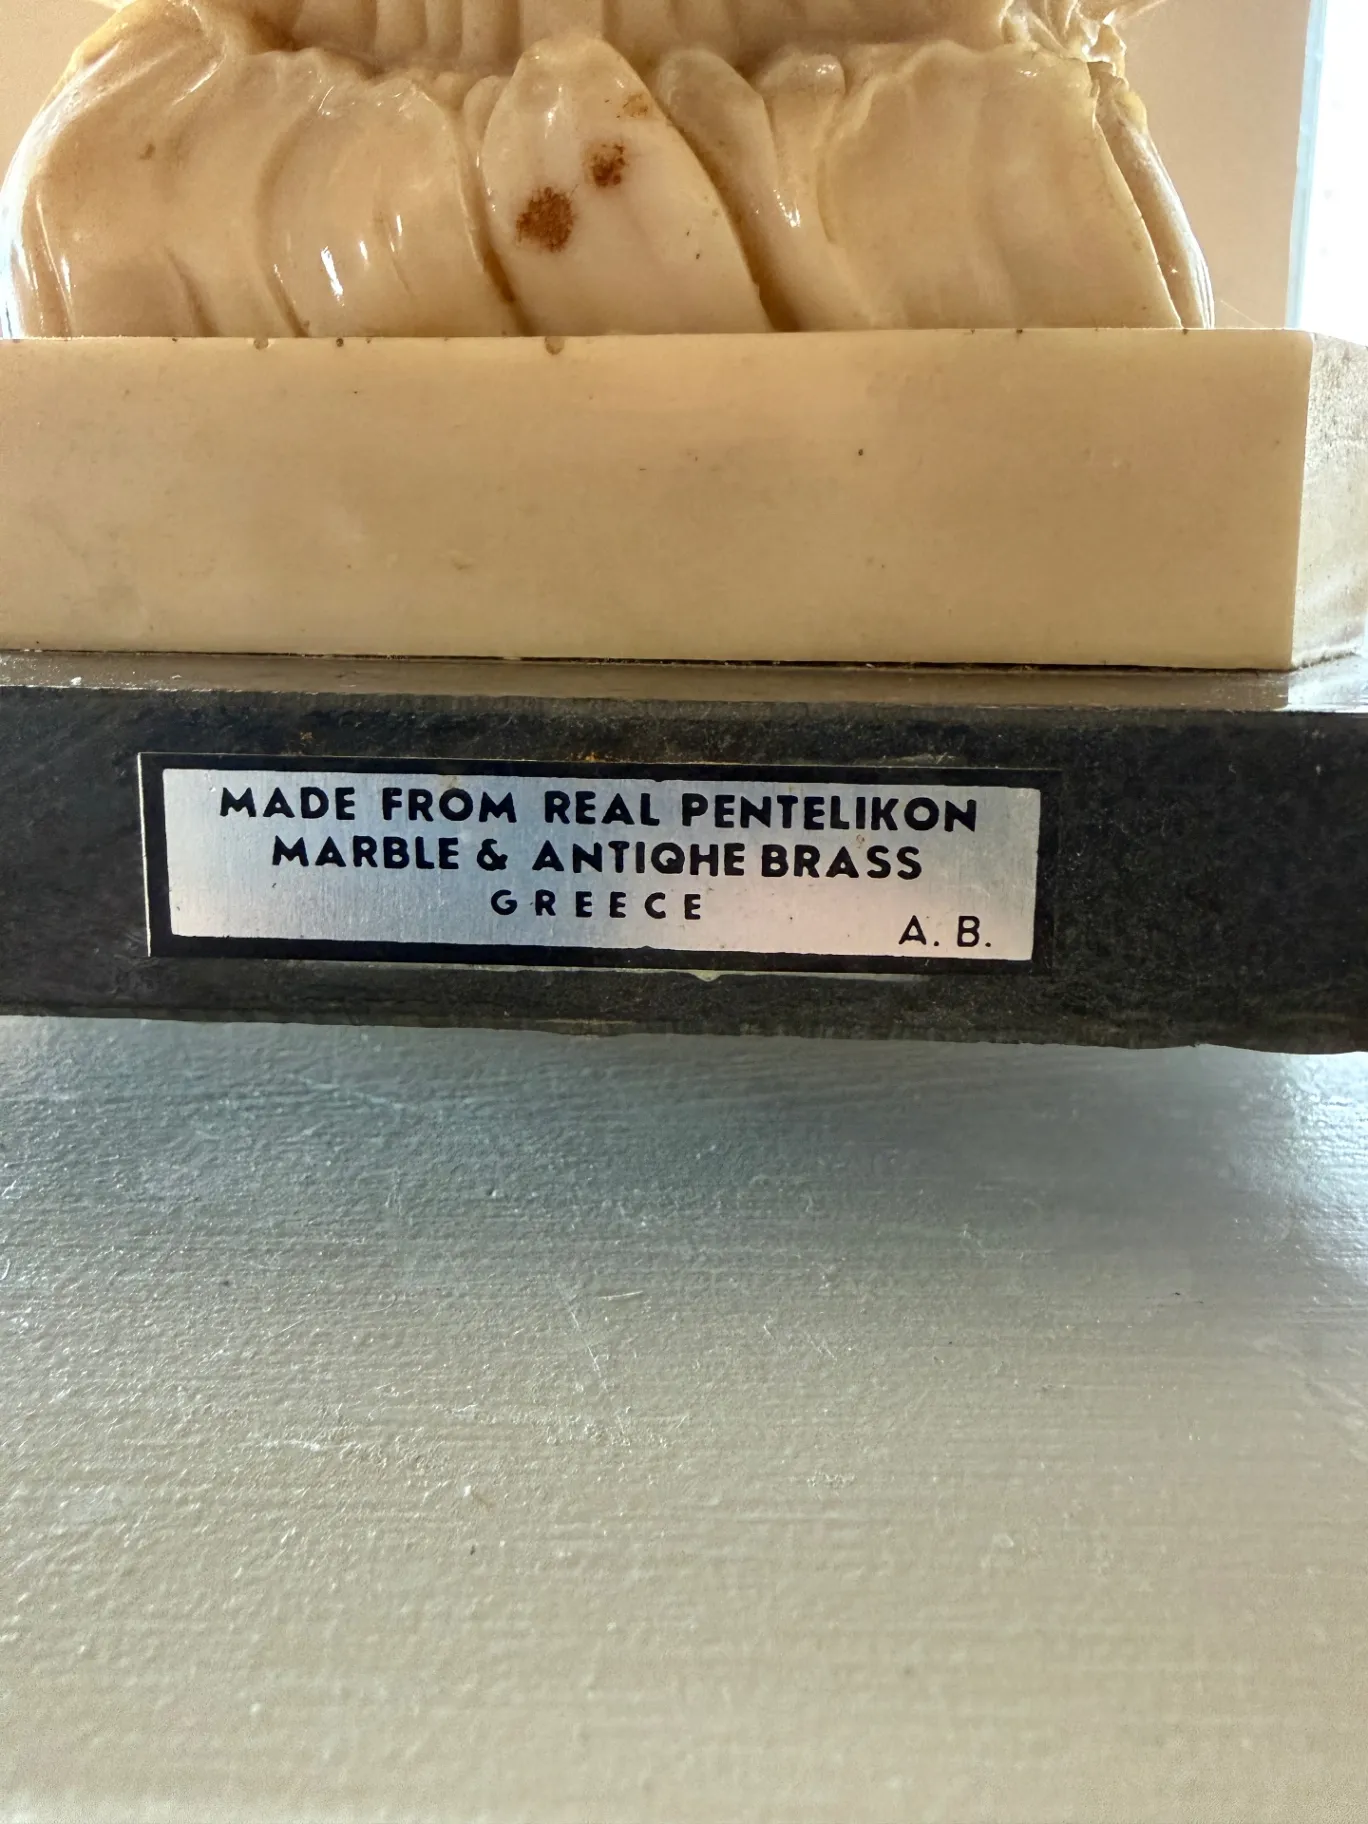 MADE FROM REAL PENTELIKON
MARBLE & ANTIQHE BRASS
GREECE
A. B.